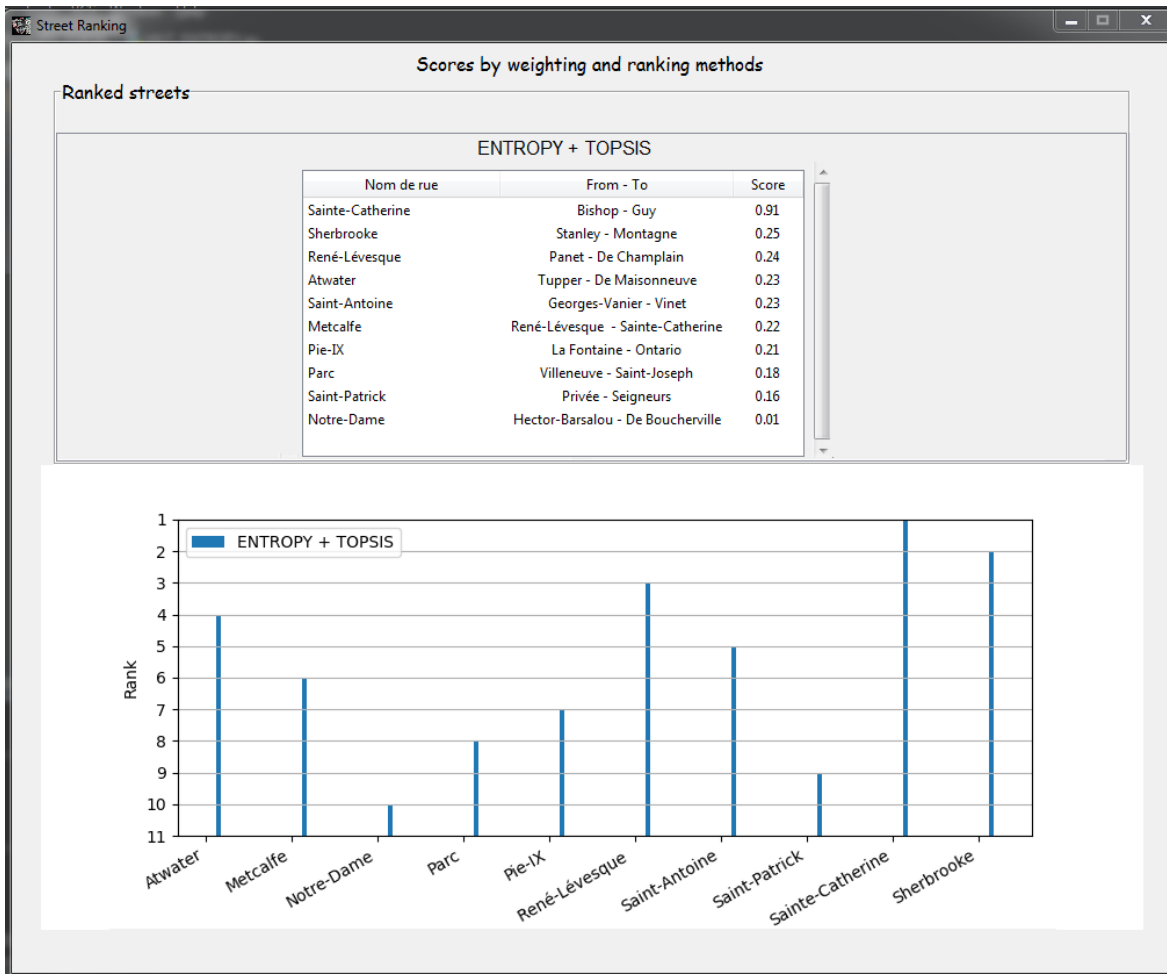 Street Ranking
Scores by weighting and ranking methods
Ranked streets
ENTROPY + TOPSIS
Nom de rue From - To Score
Sainte-Catherine Bishop - Guy 0.91
Sherbrooke Stanley - Montagne 0.25
René-Lévesque Panet - De Champlain 0.24
Atwater Tupper - De Maisonneuve 0.23
Saint-Antoine Georges-Vanier - Vinet 0.23
Metcalfe René-Lévesque - Sainte-Catherine 0.22
Pie-IX La Fontaine - Ontario 0.21
Parc Villeneuve - Saint-Joseph 0.18
Saint-Patrick Privée - Seigneurs 0.16
Notre-Dame Hector-Barsalou - De Boucherville 0.01
ENTROPY + TOPSIS
Rank
1
2
3
4
5
6
7
8
9
10
11
Atwater
Metcalfe
Notre-Dame
Parc
Pie-IX
René-Lévesque
Saint-Antoine
Saint-Patrick
Sainte-Catherine
Sherbrooke